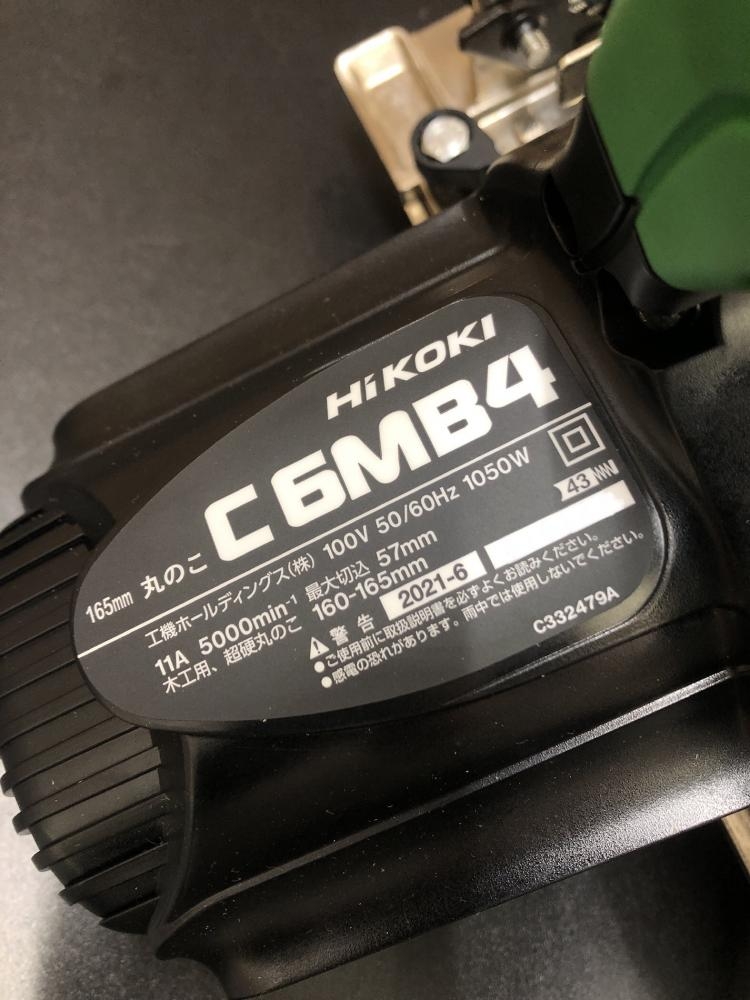 HiKOKI
165mm 丸のこ C6MB4
工機ホールディングス(株) 100V 50/60Hz 1050W
11A 5000min⁻¹ 最大切込 57mm
木工用、超硬丸のこ 160-165mm
43
警告 2021-6
●ご使用前に取扱説明書を必ずよくお読みください。
●感電の恐れがあります。雨中では使用しないでください。
C332479A